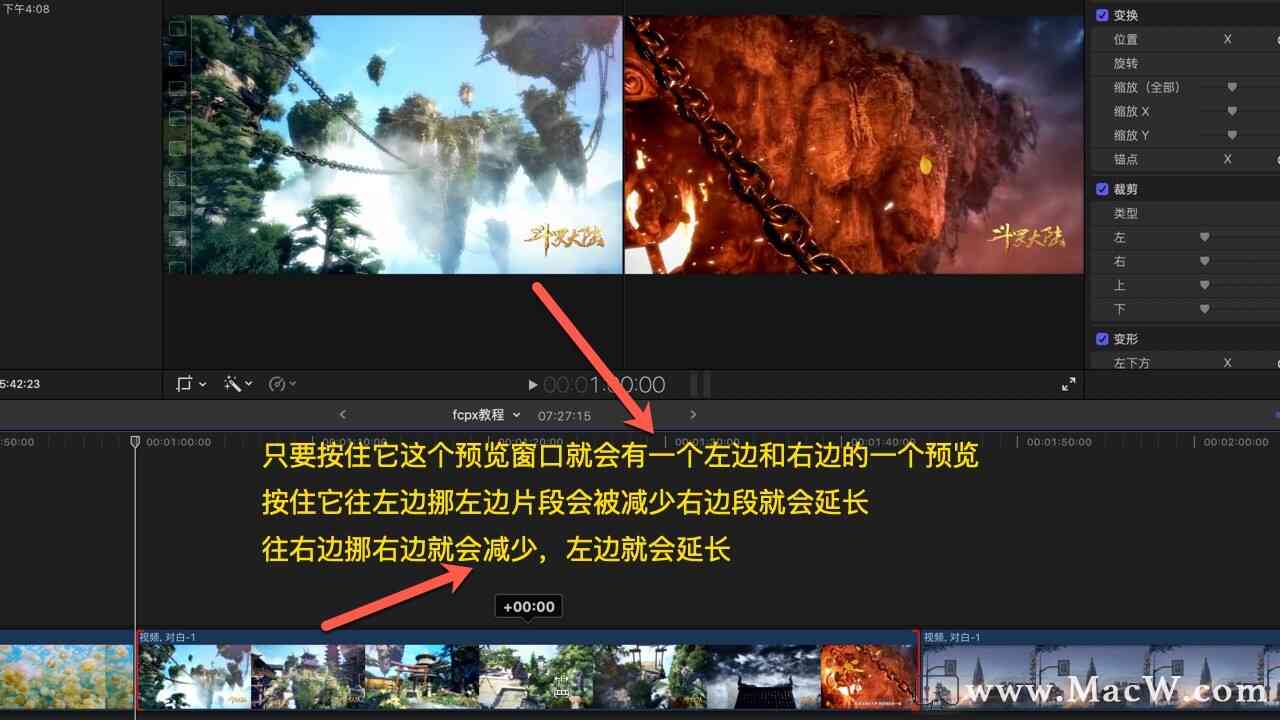 下午4:08
斗罗大陆
斗罗大陆
变换
位置 X
旋转
缩放（全部）
缩放 X
缩放 Y
锚点 X
裁剪
类型
左
右
上
下
变形
左下方 X
5:42:23
00:01:00:00
fcpx教程 07:27:15
:50:00 00:01:00:00 00:01:10:00 00:01:20:00 00:01:30:00 00:01:40:00 00:01:50:00 00:02:00:00
只要按住它这个预览窗口就会有一个左边和右边的一个预览
按住它往左边挪左边片段会被减少右边段就会延长
往右边挪右边就会减少，左边就会延长
+00:00
视频, 对白-1 视频, 对白-1
www.MacW.com